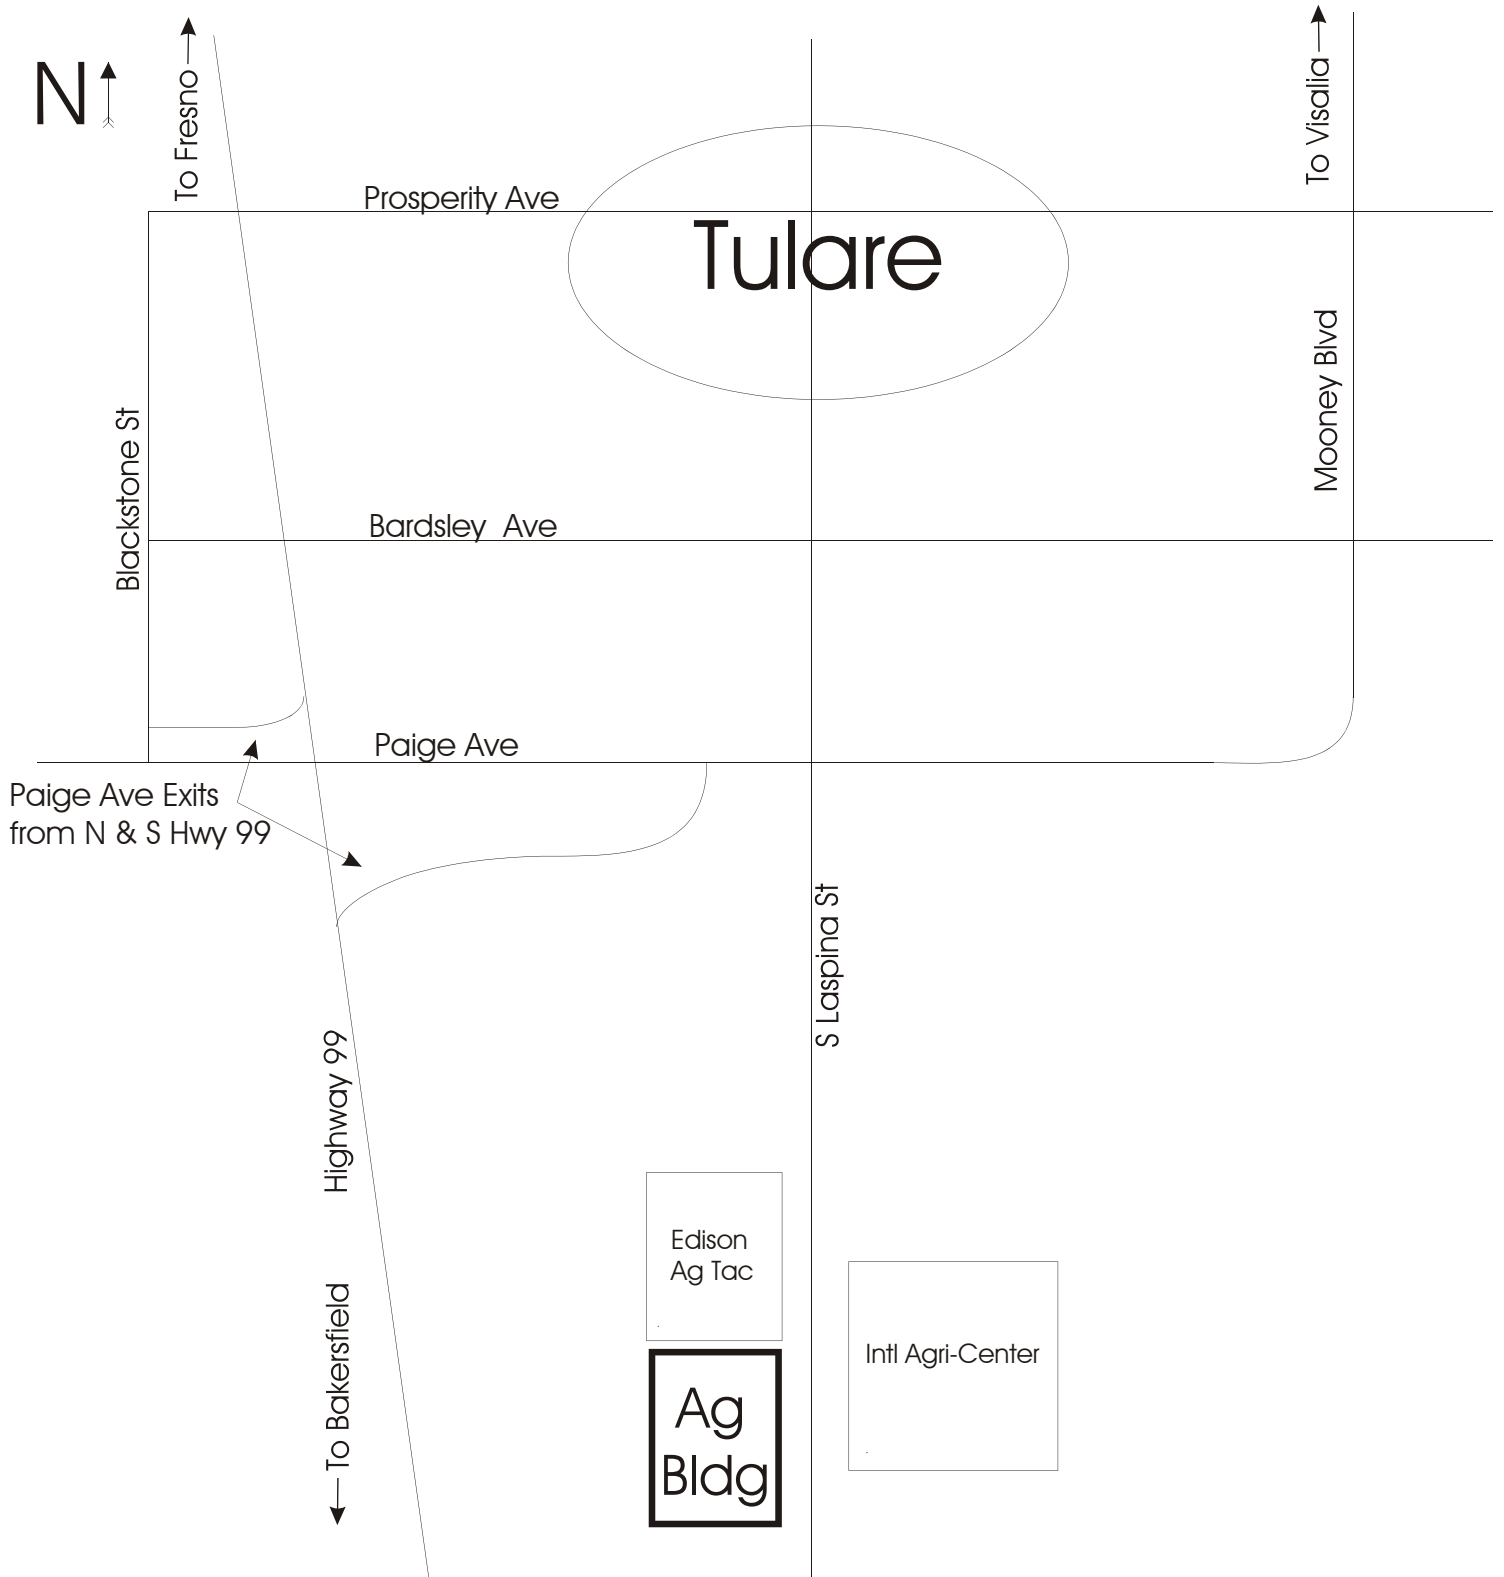 N
To Fresno
To Visalia
Prosperity Ave
Tulare
Mooney Blvd
Blackstone St
Bardsley Ave
Paige Ave
Paige Ave Exits
from N & S Hwy 99
S Laspina St
Highway 99
Edison
Ag Tac
To Bakersfield
Intl Agri-Center
Ag
Bldg